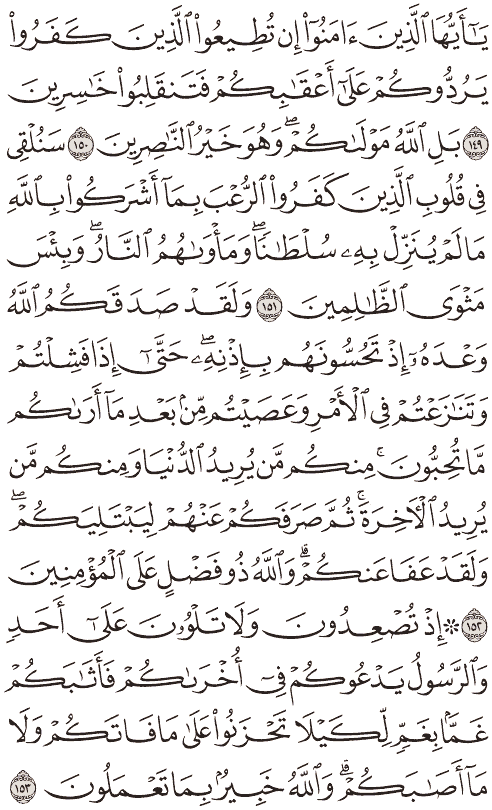 يَـٰٓأَيُّهَا ٱلَّذِينَ ءَامَنُوٓا۟ إِن تُطِيعُوا۟ ٱلَّذِينَ كَفَرُوا۟
يَرُدُّوكُمْ عَلَىٰٓ أَعْقَـٰبِكُمْ فَتَنقَلِبُوا۟ خَـٰسِرِينَ
١٤٩ بَلِ ٱللَّهُ مَوْلَىٰكُمْ ۖ وَهُوَ خَيْرُ ٱلنَّـٰصِرِينَ ١٥٠ سَنُلْقِى
فِى قُلُوبِ ٱلَّذِينَ كَفَرُوا۟ ٱلرُّعْبَ بِمَآ أَشْرَكُوا۟ بِٱللَّهِ
مَا لَمْ يُنَزِّلْ بِهِۦ سُلْطَـٰنًا ۖ وَمَأْوَىٰهُمُ ٱلنَّارُ ۖ وَبِئْسَ
مَثْوَى ٱلظَّـٰلِمِينَ ١٥١ وَلَقَدْ صَدَقَكُمُ ٱللَّهُ
وَعْدَهُۥٓ إِذْ تَحُسُّونَهُم بِإِذْنِهِۦ ۖ حَتَّىٰٓ إِذَا فَشِلْتُمْ
وَتَنَـٰزَعْتُمْ فِى ٱلْأَمْرِ وَعَصَيْتُم مِّنۢ بَعْدِ مَآ أَرَىٰكُم
مَّا تُحِبُّونَ ۚ مِنكُم مَّن يُرِيدُ ٱلدُّنْيَا وَمِنكُم مَّن
يُرِيدُ ٱلْـَٔاخِرَةَ ۚ ثُمَّ صَرَفَكُمْ عَنْهُمْ لِيَبْتَلِيَكُمْ ۖ
وَلَقَدْ عَفَا عَنكُمْ ۗ وَٱللَّهُ ذُو فَضْلٍ عَلَى ٱلْمُؤْمِنِينَ
١٥٢ ۞ إِذْ تُصْعِدُونَ وَلَا تَلْوُۥنَ عَلَىٰٓ أَحَدٍ
وَٱلرَّسُولُ يَدْعُوكُمْ فِىٓ أُخْرَىٰكُمْ فَأَثَـٰبَكُمْ
غَمًّۢا بِغَمٍّ لِّكَيْلَا تَحْزَنُوا۟ عَلَىٰ مَا فَاتَكُمْ وَلَا
مَآ أَصَـٰبَكُمْ ۗ وَٱللَّهُ خَبِيرٌۢ بِمَا تَعْمَلُونَ ١٥٣